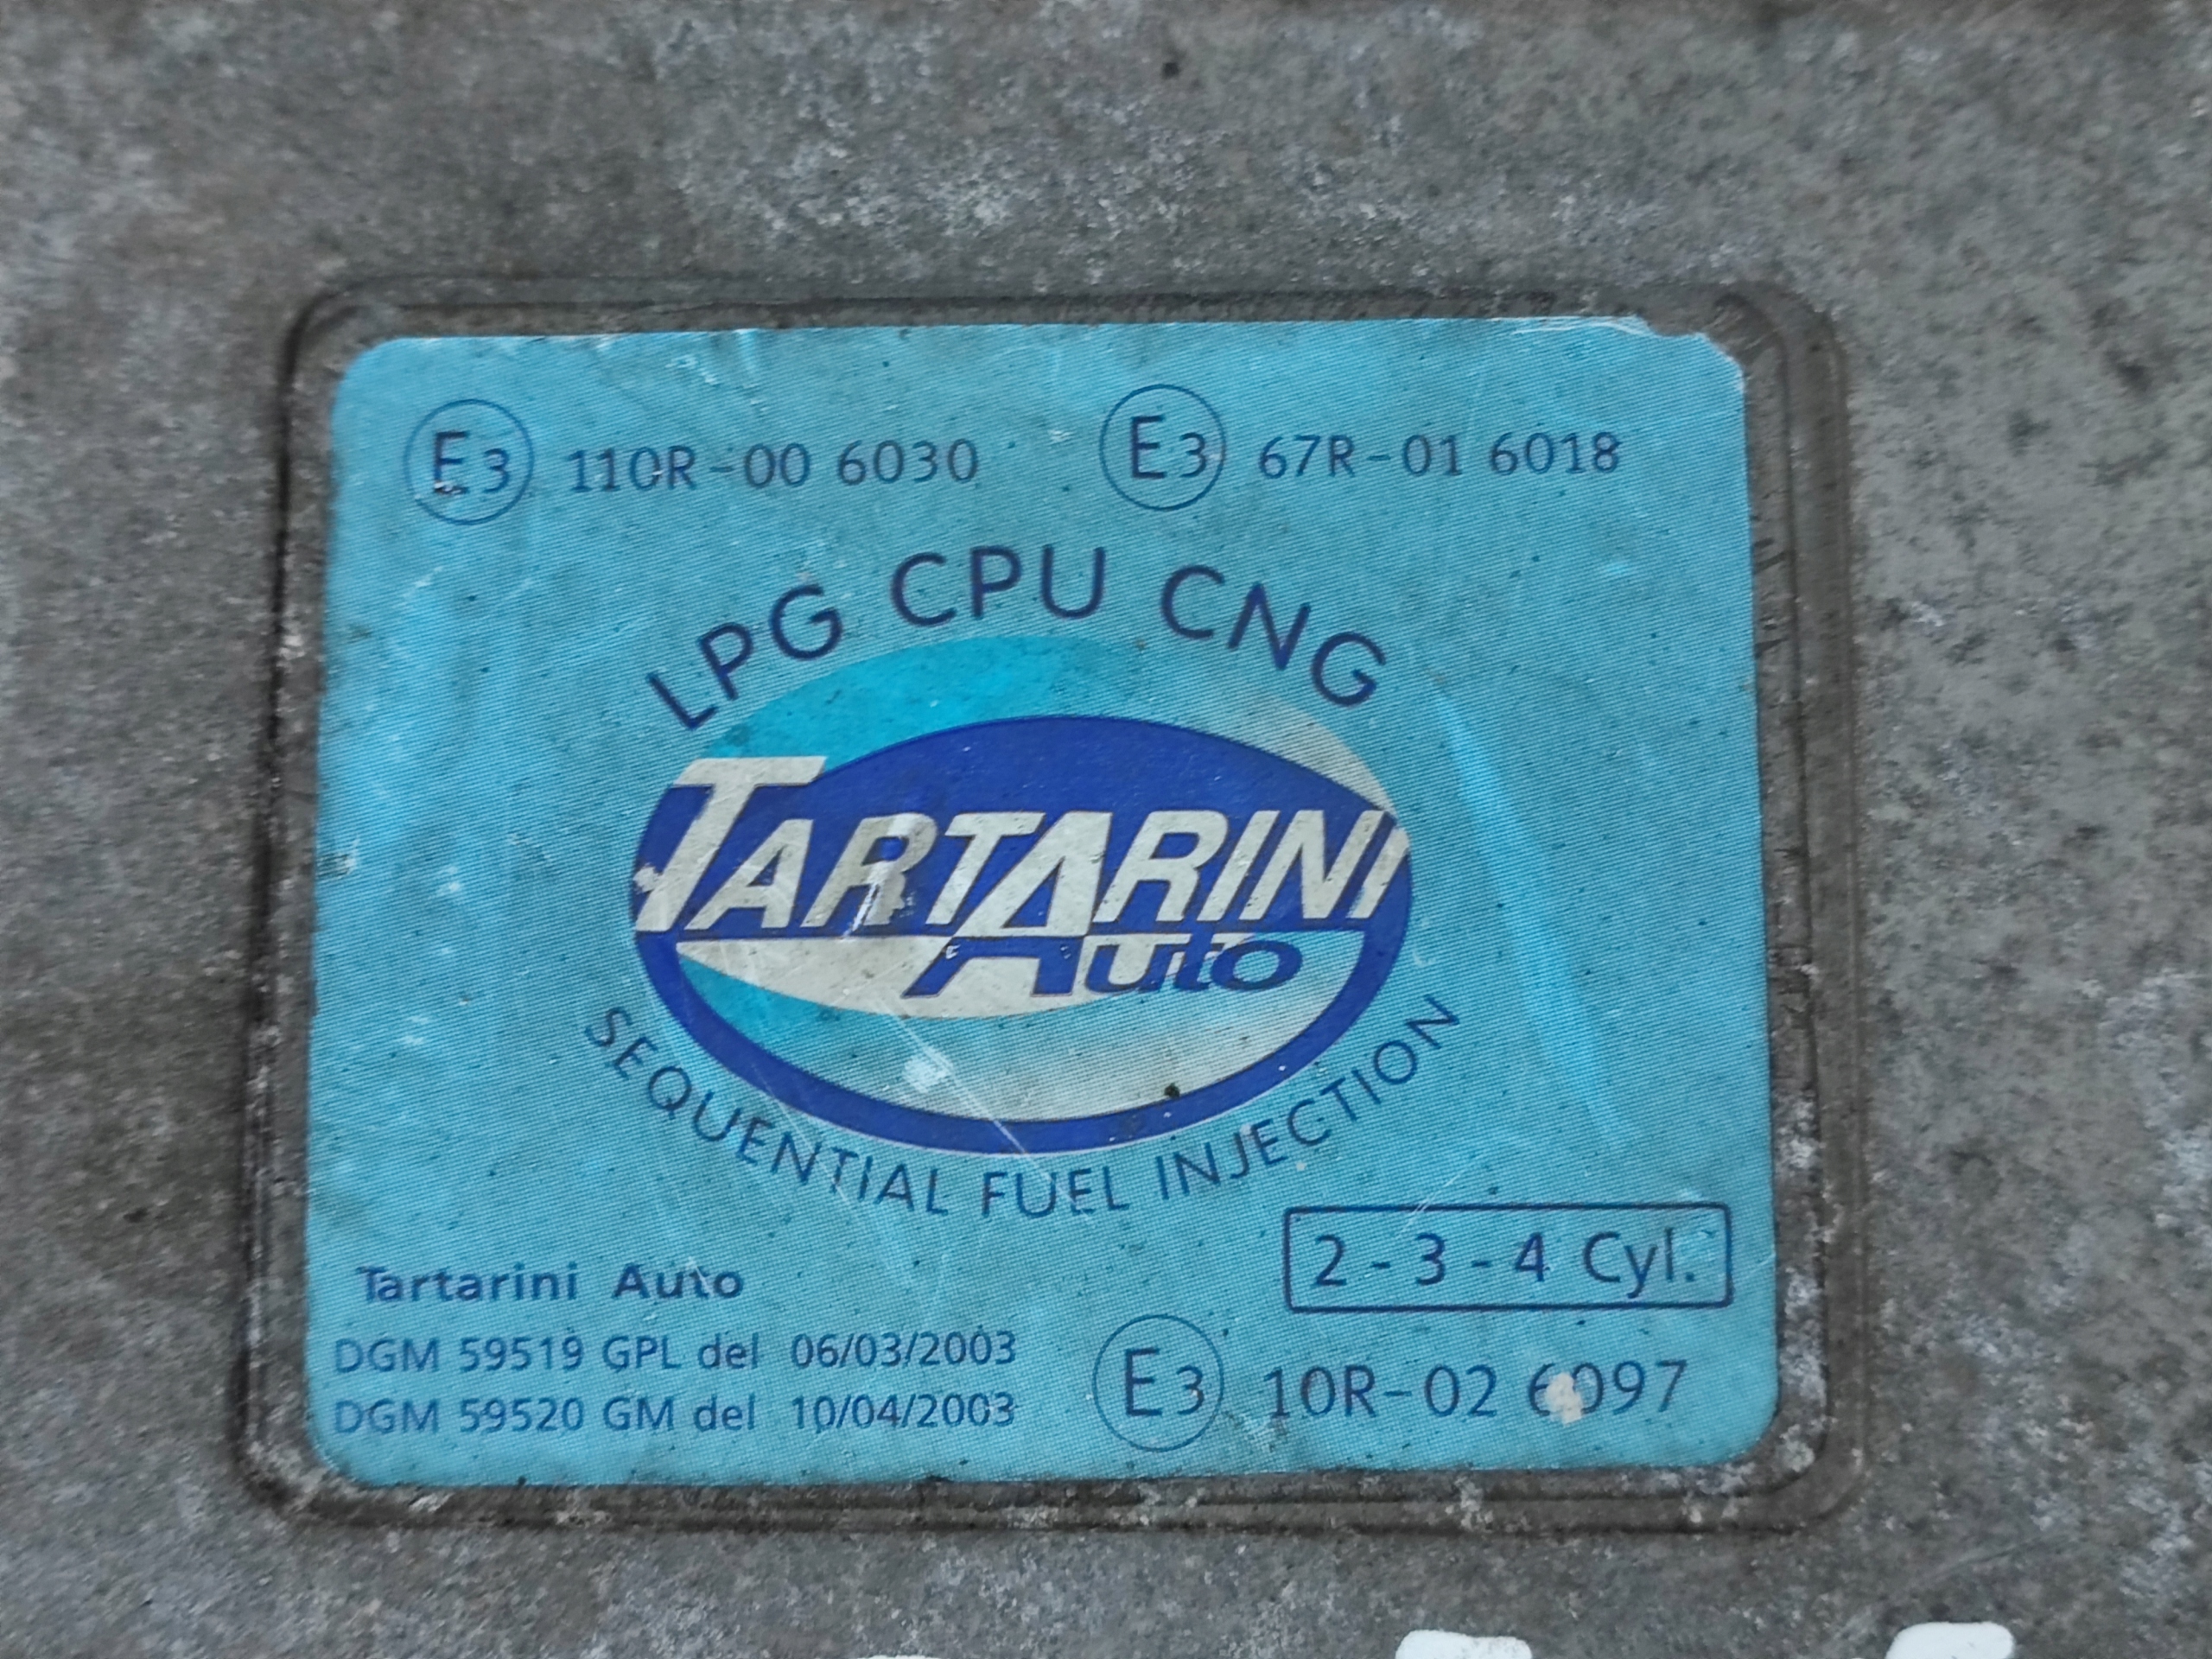 E3 110R-00 6030
E3 67R-01 6018
LPG CPU CNG
TARTARINI
AUTO
SEQUENTIAL FUEL INJECTION
2 - 3 - 4 Cyl.
Tartarini Auto
DGM 59519 GPL del 06/03/2003
DGM 59520 GM del 10/04/2003
E3 10R-02 6097